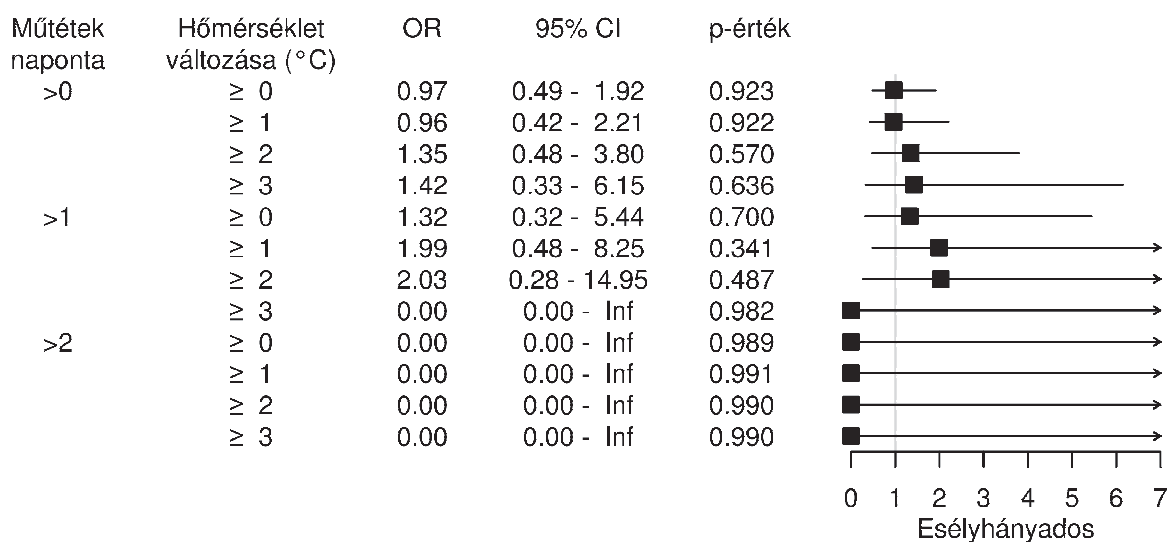 Műtétek Hőmérséklet OR 95% CI p-érték
naponta változása (°C)
>0 ≥ 0 0.97 0.49 - 1.92 0.923
≥ 1 0.96 0.42 - 2.21 0.922
≥ 2 1.35 0.48 - 3.80 0.570
≥ 3 1.42 0.33 - 6.15 0.636
>1 ≥ 0 1.32 0.32 - 5.44 0.700
≥ 1 1.99 0.48 - 8.25 0.341
≥ 2 2.03 0.28 - 14.95 0.487
≥ 3 0.00 0.00 - Inf 0.982
>2 ≥ 0 0.00 0.00 - Inf 0.989
≥ 1 0.00 0.00 - Inf 0.991
≥ 2 0.00 0.00 - Inf 0.990
≥ 3 0.00 0.00 - Inf 0.990
0 1 2 3 4 5 6 7
Esélyhányados